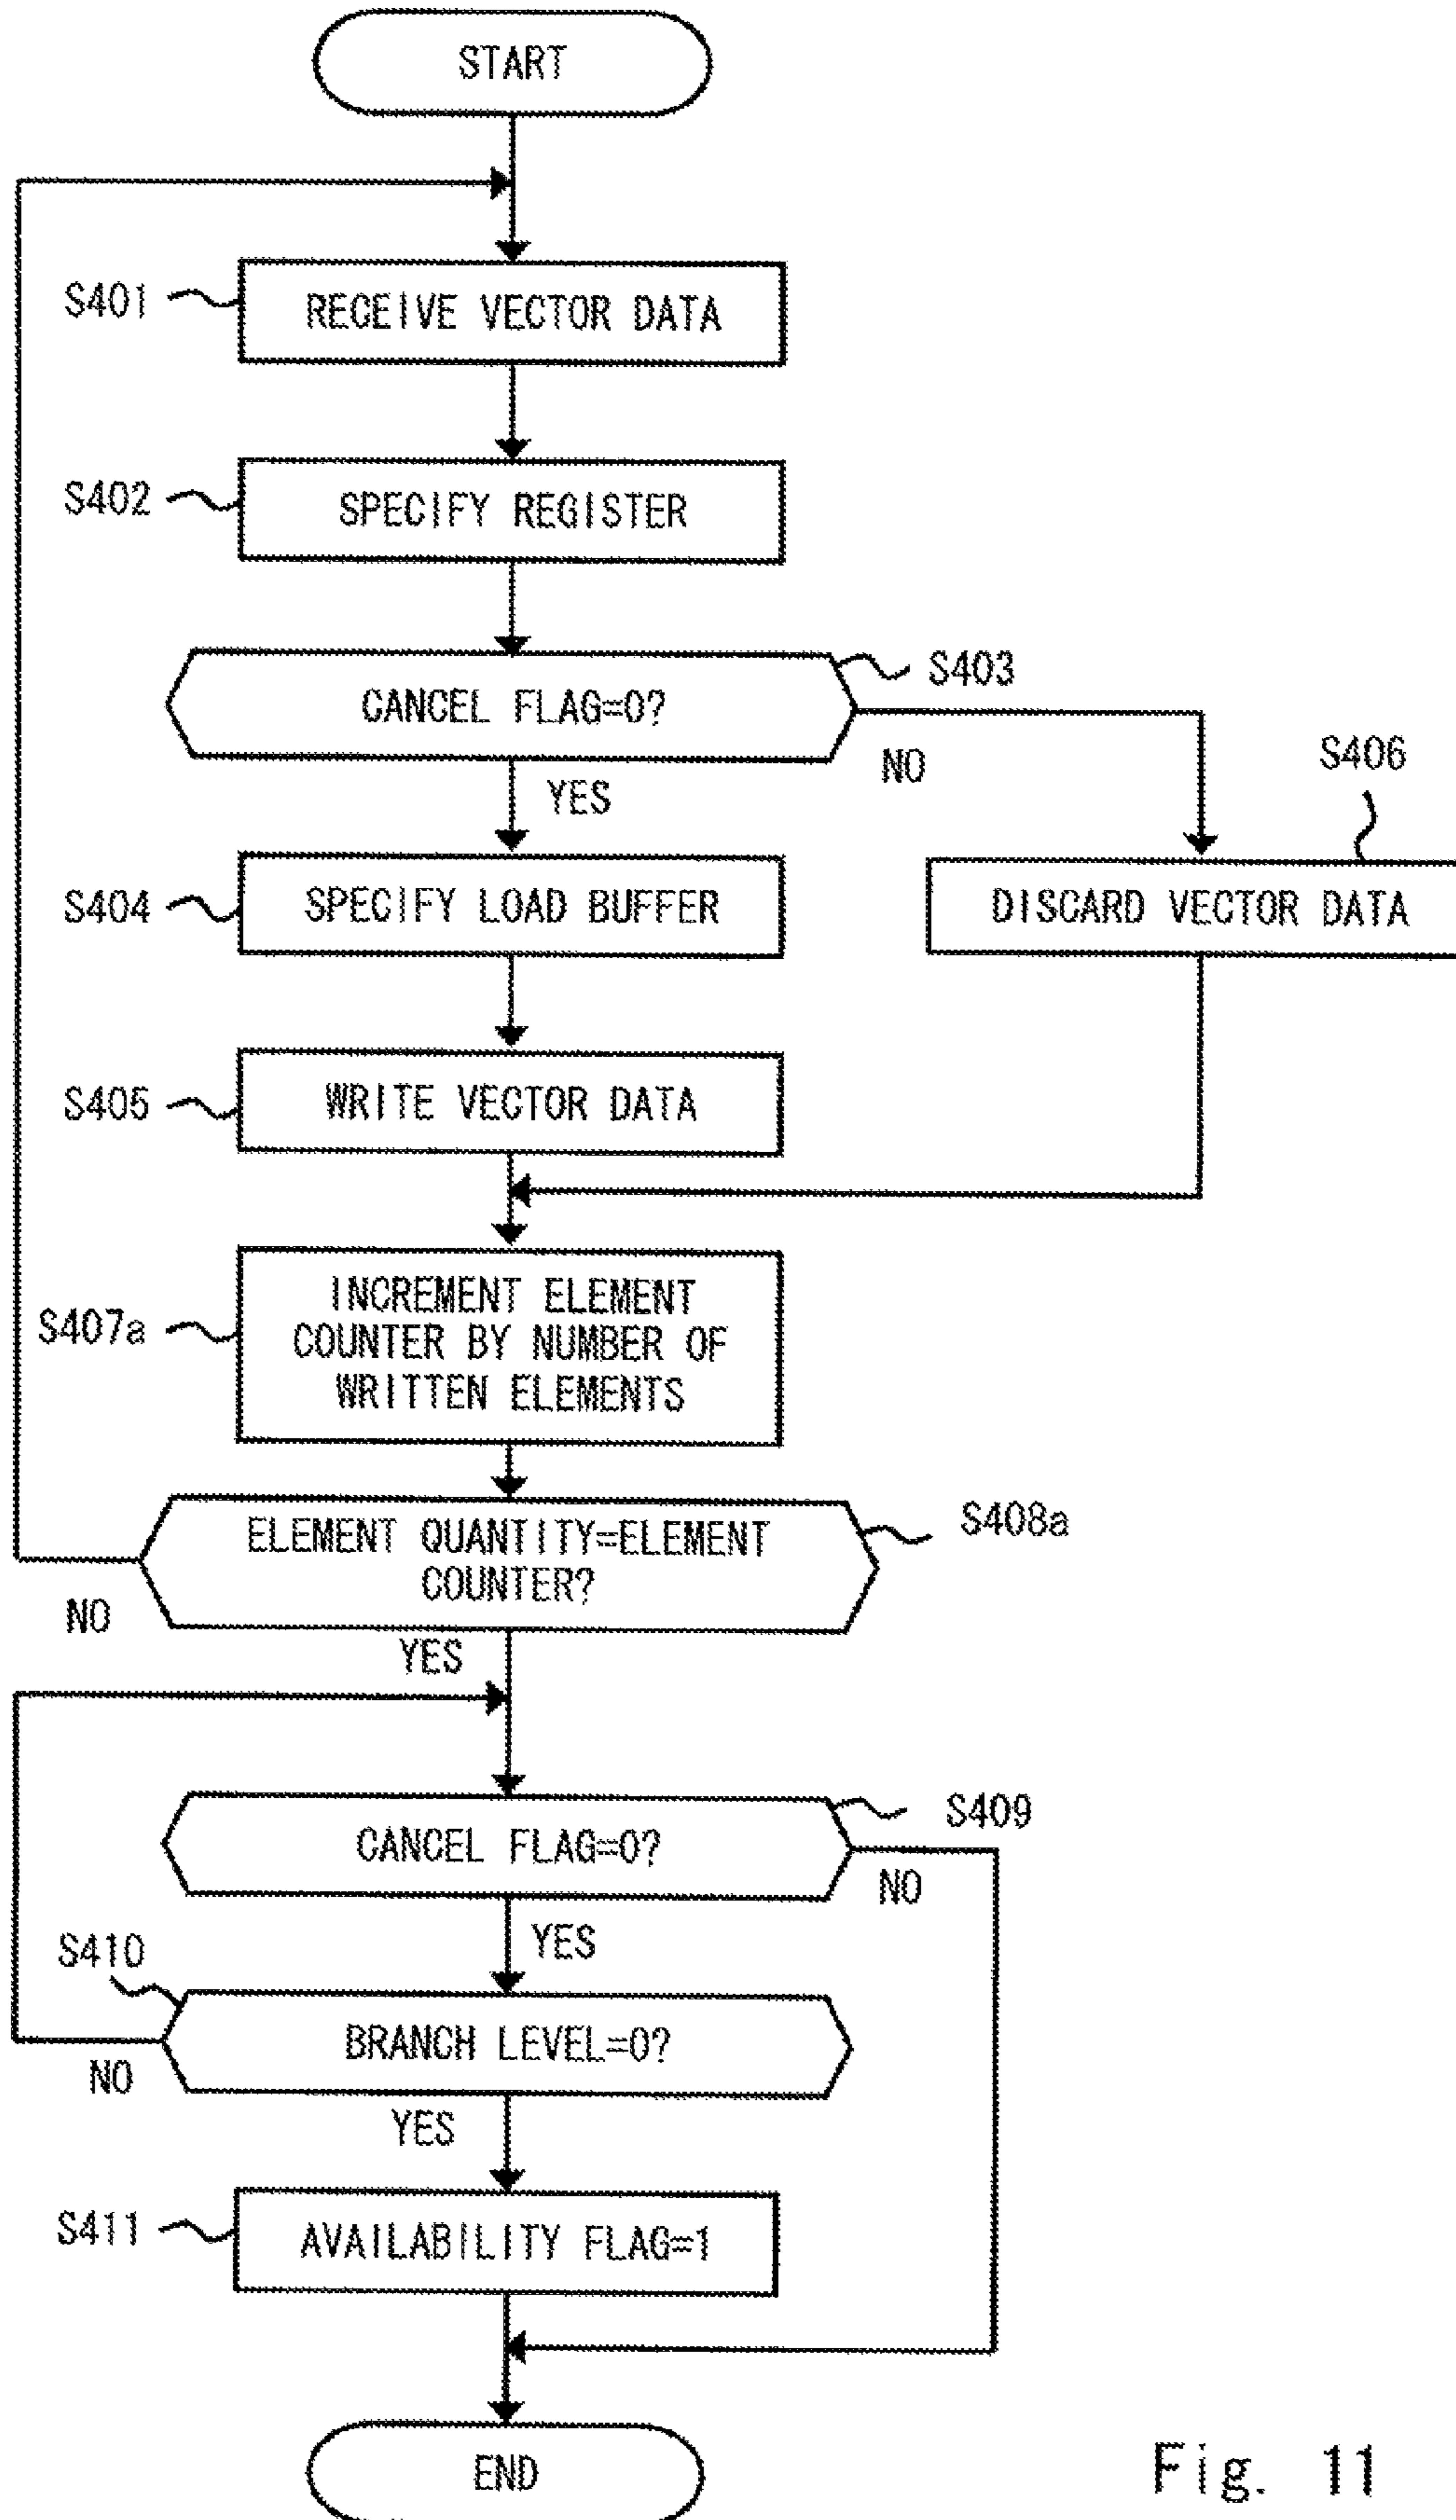 START
S401
RECEIVE VECTOR DATA
S402
SPECIFY REGISTER
S403
CANCEL FLAG=0?
NO
YES
S406
S404
SPECIFY LOAD BUFFER
DISCARD VECTOR DATA
S405
WRITE VECTOR DATA
S407a
INCREMENT ELEMENT
COUNTER BY NUMBER OF
WRITTEN ELEMENTS
S408a
ELEMENT QUANTITY=ELEMENT
COUNTER?
NO
YES
S409
CANCEL FLAG=0?
NO
YES
S410
BRANCH LEVEL=0?
NO
YES
S411
AVAILABILITY FLAG=1
END
Fig. 11